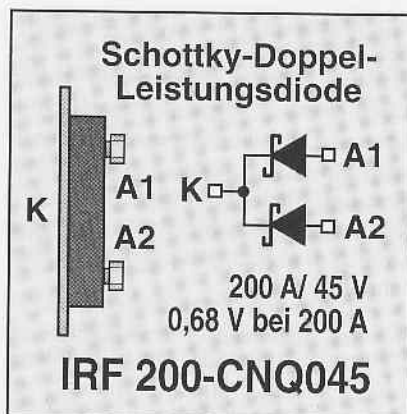 Schottky-Doppel-
Leistungsdiode
K
A1
A2
K
A1
A2
200 A/ 45 V
0,68 V bei 200 A
IRF 200-CNQ045